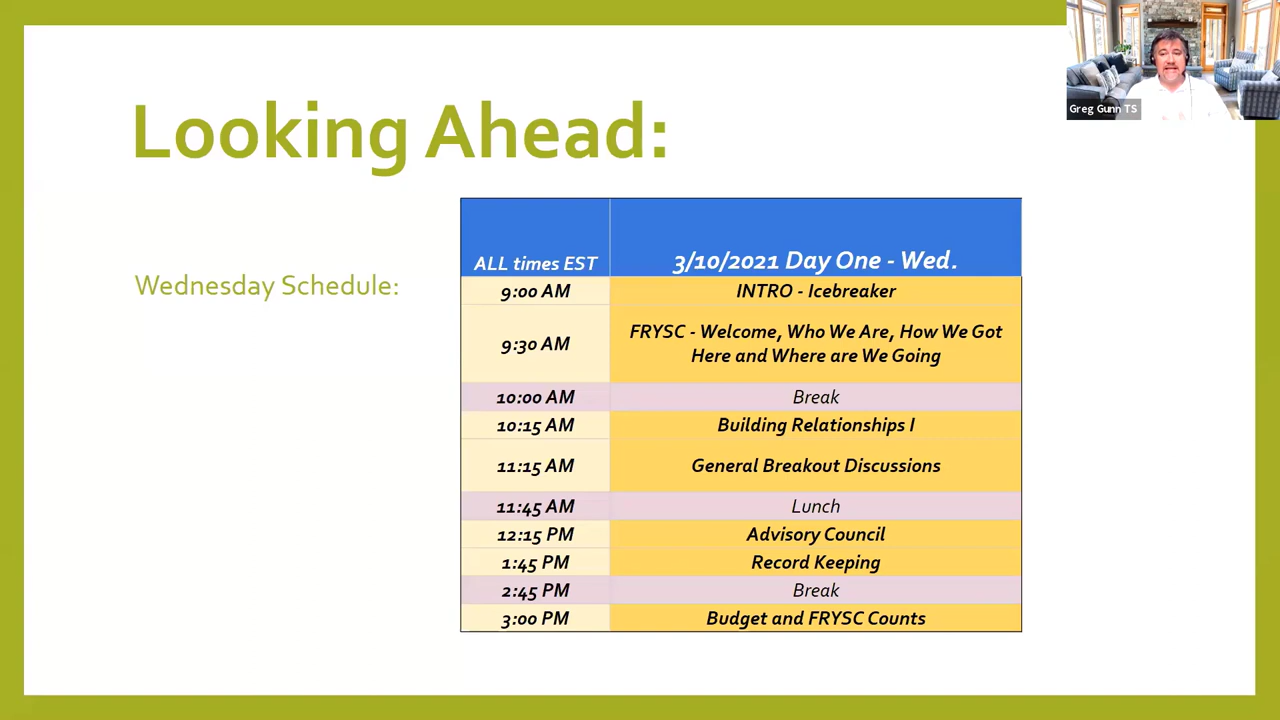 Greg Gunn TS
Looking Ahead:
Wednesday Schedule:
ALL times EST 3/10/2021 Day One - Wed.
9:00 AM INTRO - Icebreaker
9:30 AM FRYSC - Welcome, Who We Are, How We Got
Here and Where are We Going
10:00 AM Break
10:15 AM Building Relationships I
11:15 AM General Breakout Discussions
11:45 AM Lunch
12:15 PM Advisory Council
1:45 PM Record Keeping
2:45 PM Break
3:00 PM Budget and FRYSC Counts